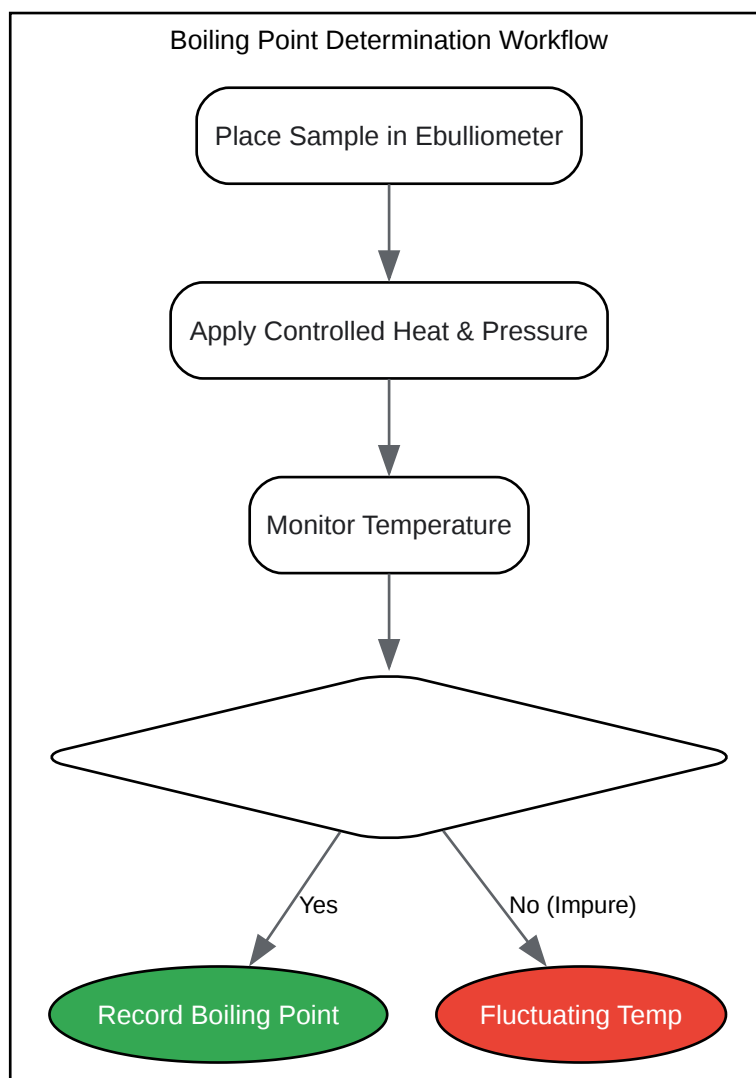 Boiling Point Determination Workflow
Place Sample in Ebulliometer
Apply Controlled Heat & Pressure
Monitor Temperature
Yes
No (Impure)
Record Boiling Point
Fluctuating Temp